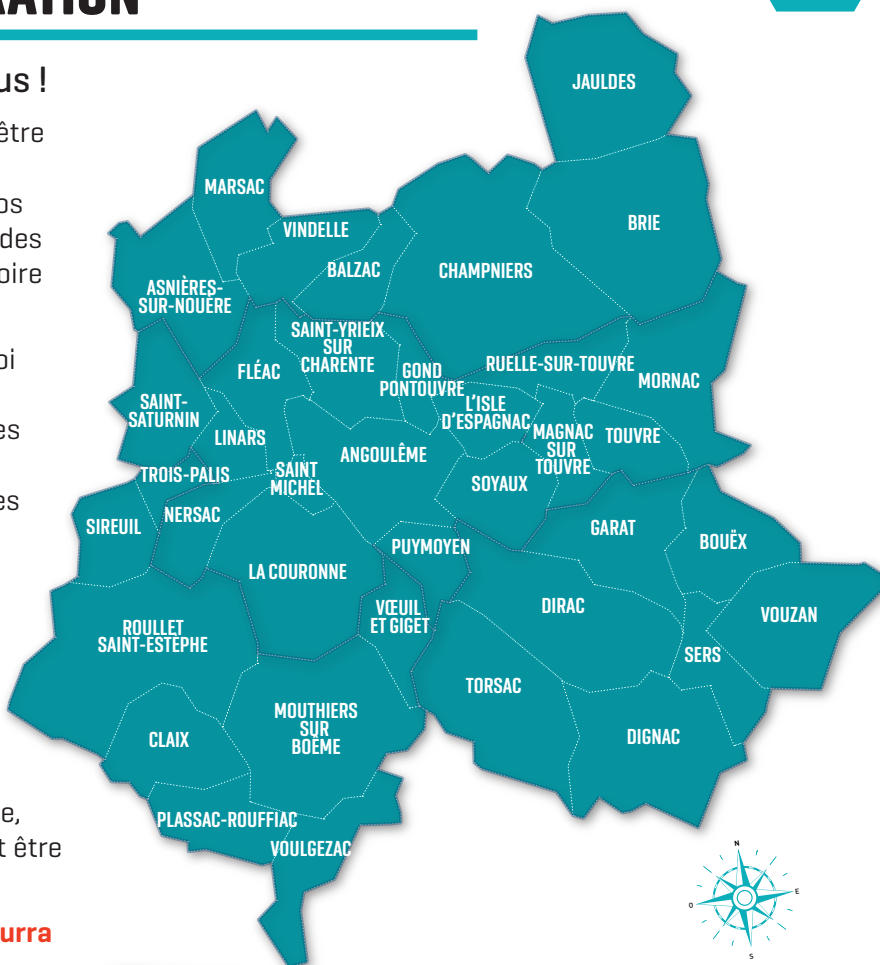 us !
être
os
des
oire
oi
es
es
e,
t être
urra
JAULDES
MARSAC
BRIE
VINDELLE
BALZAC
CHAMPNIERS
ASNIÈRES-
SUR-NOUÈRE
SAINT-YRIEIX
SUR
CHARENTE
FLÉAC
GOND
PONTOUVRE
RUELLE-SUR-TOUVRE
MORNAC
L'ISLE
D'ESPAGNAC
SAINT-
SATURNIN
LINARS
ANGOULÊME
MAGNAC
SUR
TOUVRE
TOUVRE
TROIS-PALIS
SAINT
MICHEL
SOYAUX
SIREUIL
NERSAC
GARAT
BOUËX
PUYMOYEN
LA COURONNE
DIRAC
VOUZAN
VŒUIL
ET GIGET
ROULLET
SAINT-ESTÈPHE
SERS
TORSAC
MOUTHIERS
SUR
BOËME
CLAIX
DIGNAC
PLASSAC-ROUFFIAC
VOULGEZAC
N
E
O
S